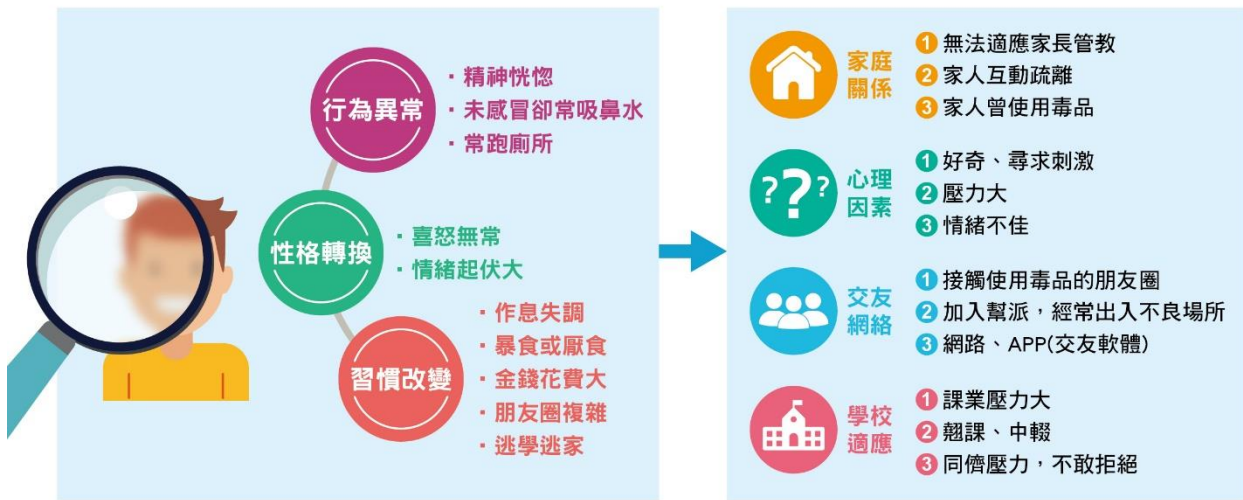 行為異常
・精神恍惚
・未感冒卻常吸鼻水
・常跑廁所
性格轉換
・喜怒無常
・情緒起伏大
習慣改變
・作息失調
・暴食或厭食
・金錢花費大
・朋友圈複雜
・逃學逃家
家庭
關係
1 無法適應家長管教
2 家人互動疏離
3 家人曾使用毒品
???
心理
因素
1 好奇、尋求刺激
2 壓力大
3 情緒不佳
交友
網絡
1 接觸使用毒品的朋友圈
2 加入幫派，經常出入不良場所
3 網路、APP(交友軟體)
學校
適應
1 課業壓力大
2 翹課、中輟
3 同儕壓力，不敢拒絕